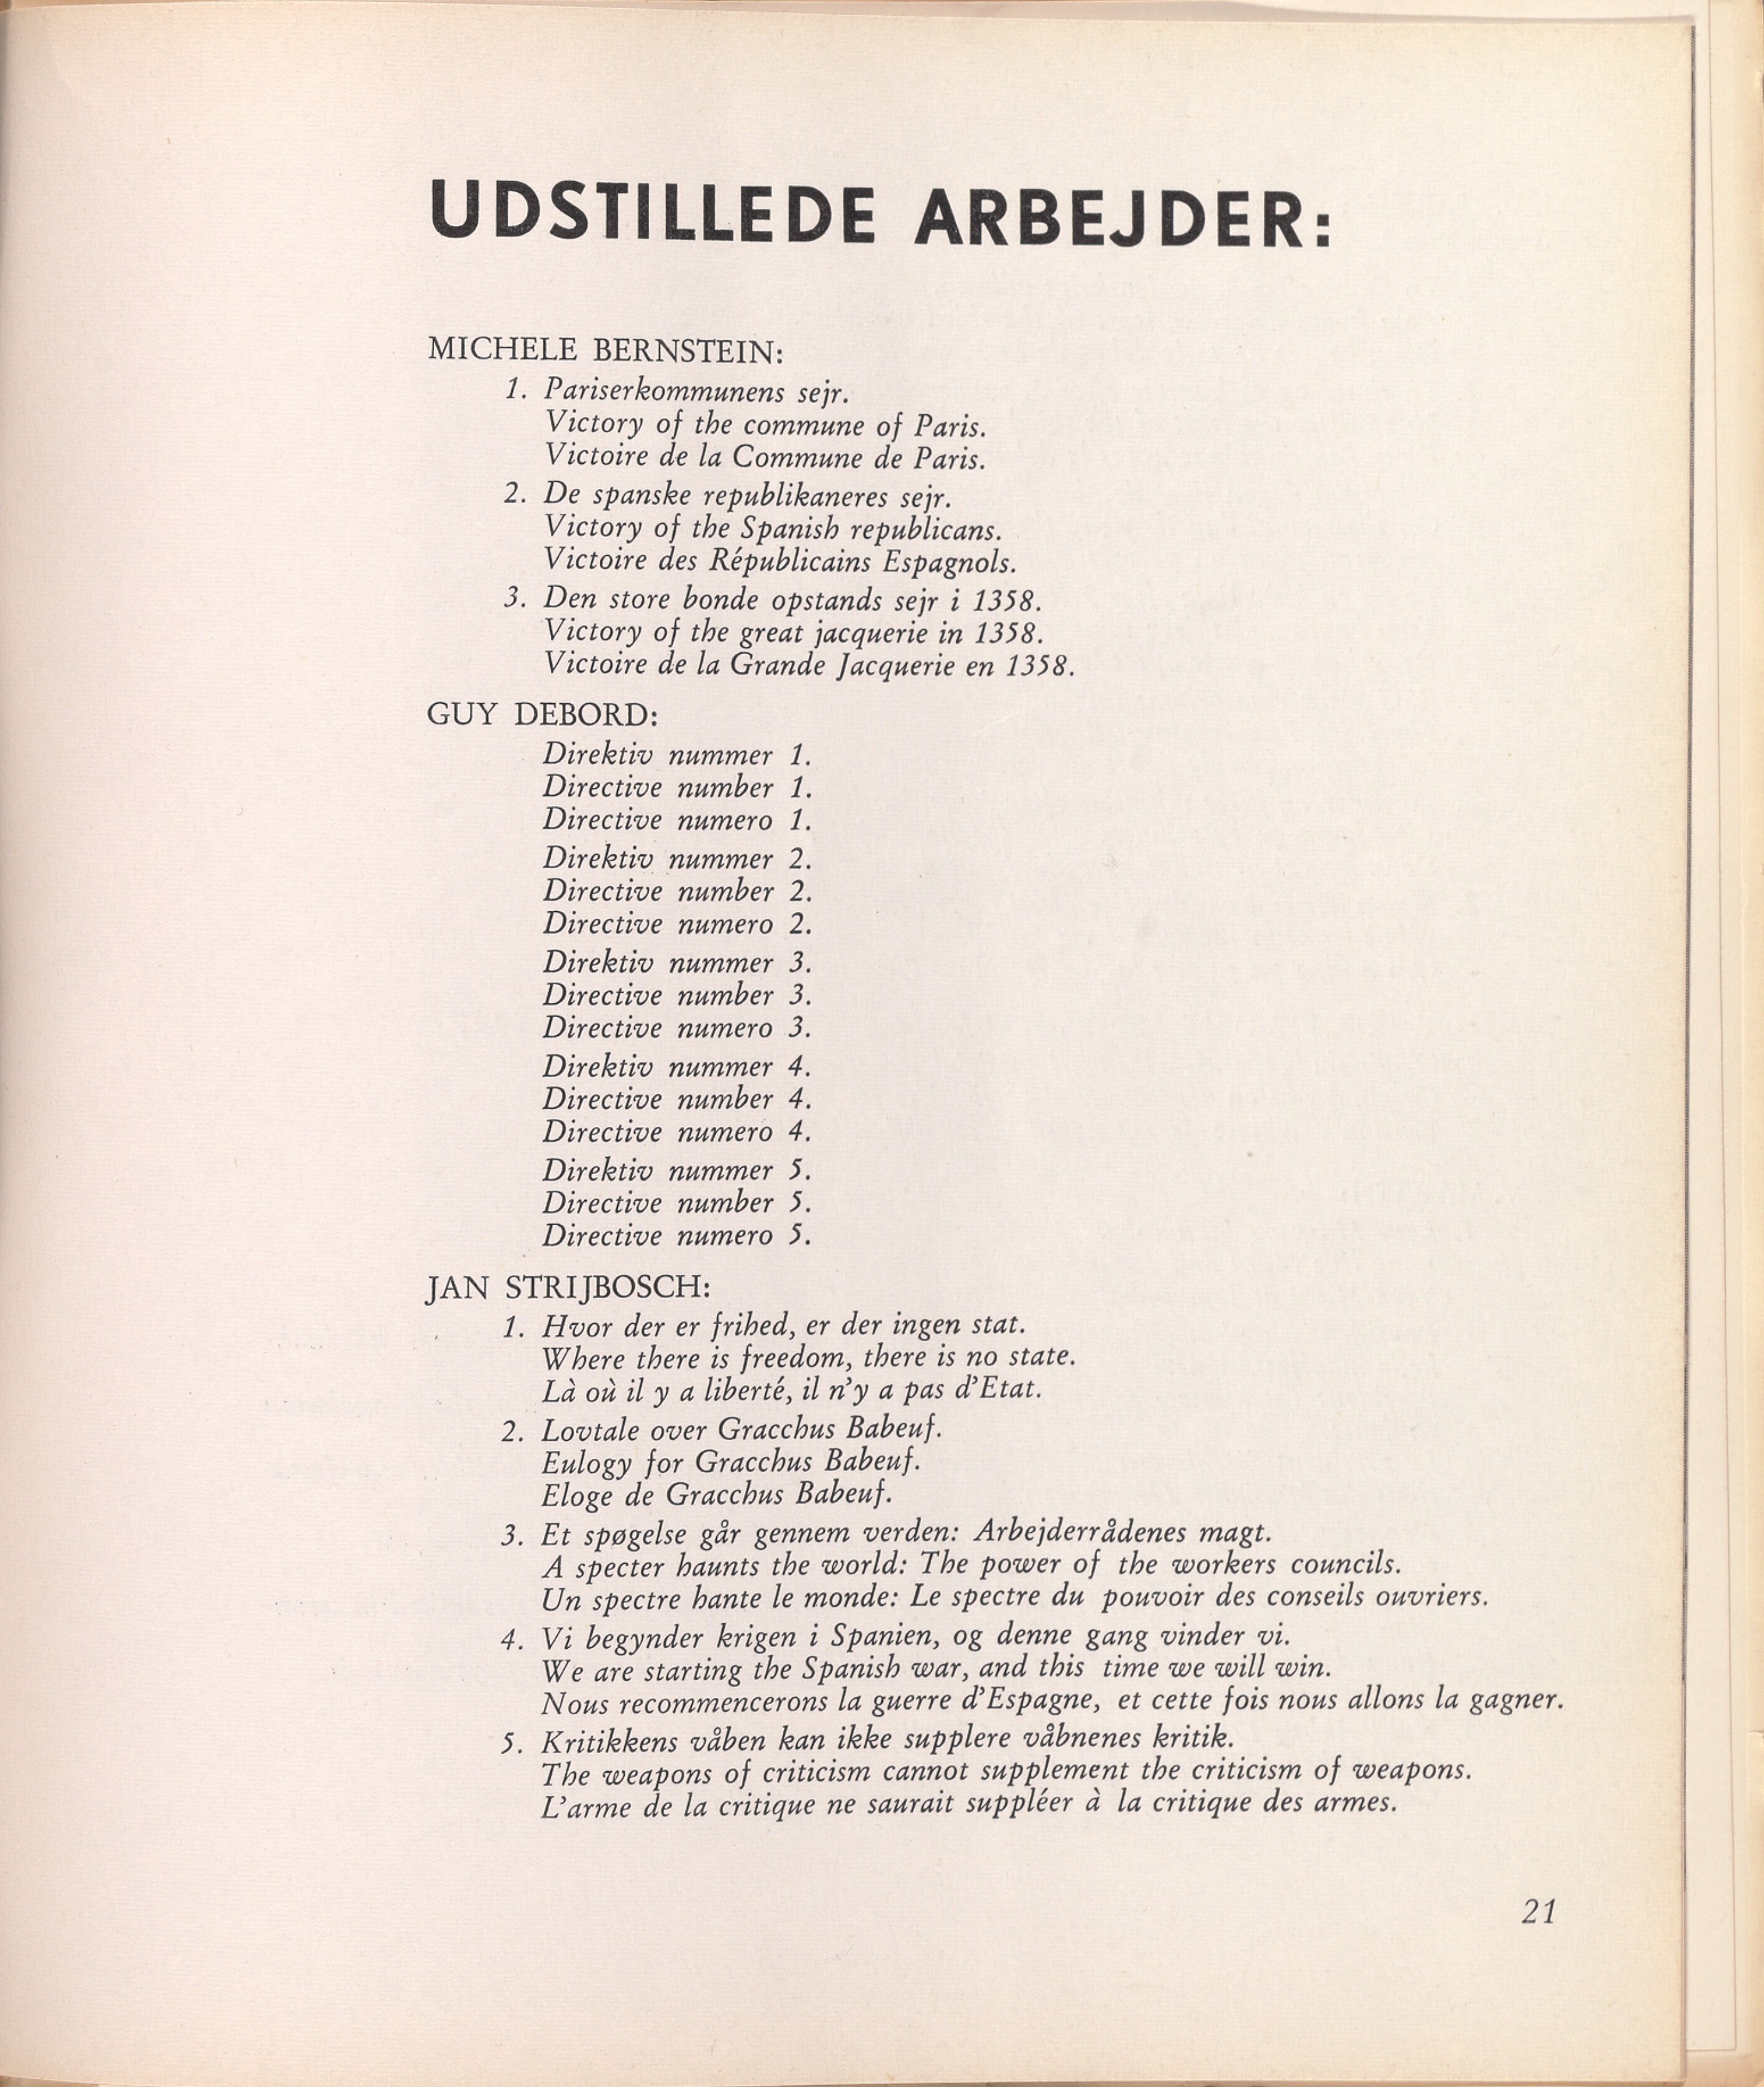 UDSTILLEDE ARBEJDER:
MICHELE BERNSTEIN:
1. Pariserkommunens sejr.
Victory of the commune of Paris.
Victoire de la Commune de Paris.
2. De spanske republikaneres sejr.
Victory of the Spanish republicans.
Victoire des Républicains Espagnols.
3. Den store bonde opstands sejr i 1358.
Victory of the great jacquerie in 1358.
Victoire de la Grande Jacquerie en 1358.
GUY DEBORD:
Direktiv nummer 1.
Directive number 1.
Directive numero 1.
Direktiv nummer 2.
Directive number 2.
Directive numero 2.
Direktiv nummer 3.
Directive number 3.
Directive numero 3.
Direktiv nummer 4.
Directive number 4.
Directive numero 4.
Direktiv nummer 5.
Directive number 5.
Directive numero 5.
JAN STRIJBOSCH:
1. Hvor der er frihed, er der ingen stat.
Where there is freedom, there is no state.
Là où il y a liberté, il n'y a pas d'Etat.
2. Lovtale over Gracchus Babeuf.
Eulogy for Gracchus Babeuf.
Eloge de Gracchus Babeuf.
3. Et spøgelse går gennem verden: Arbejderrådenes magt.
A specter haunts the world: The power of the workers councils.
Un spectre hante le monde: Le spectre du pouvoir des conseils ouvriers.
4. Vi begynder krigen i Spanien, og denne gang vinder vi.
We are starting the Spanish war, and this time we will win.
Nous recommencerons la guerre d'Espagne, et cette fois nous allons la gagner.
5. Kritikkens våben kan ikke supplere våbnenes kritik.
The weapons of criticism cannot supplement the criticism of weapons.
L'arme de la critique ne saurait suppléer à la critique des armes.
21